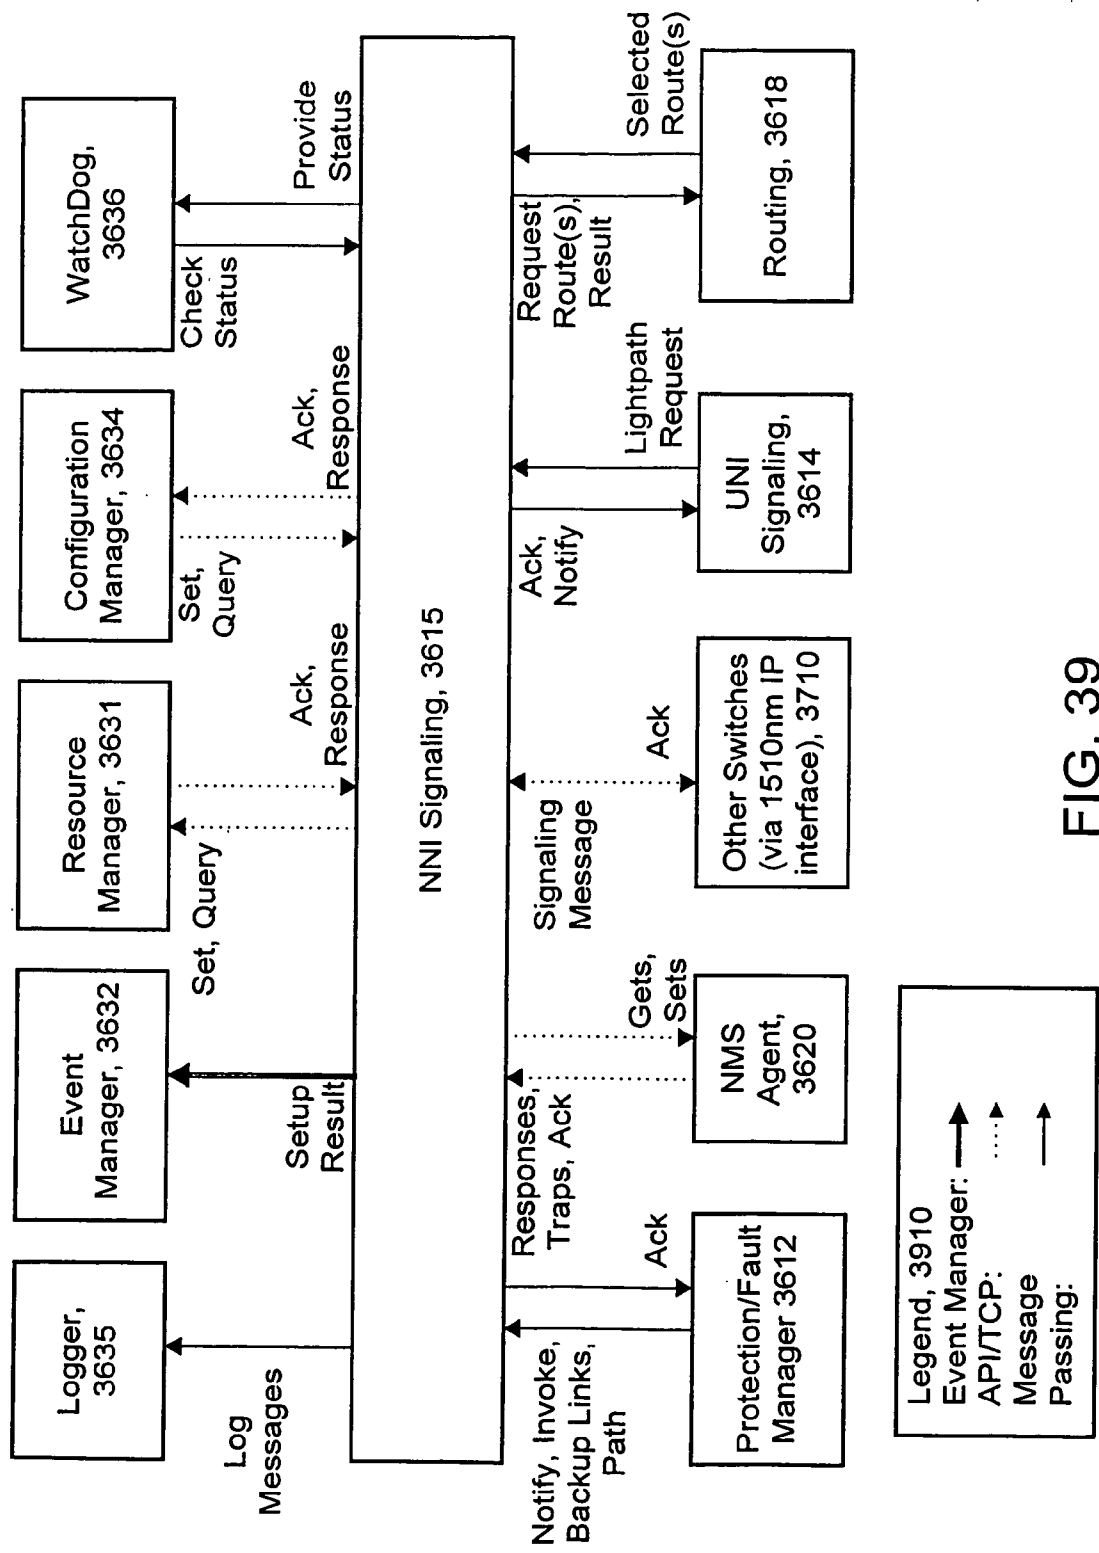 Logger,
3635
Event
Manager, 3632
Resource
Manager, 3631
Configuration
Manager, 3634
WatchDog,
3636
Log
Messages
Setup
Result
Set, Query
Ack,
Response
Set,
Query
Ack,
Response
Check
Status
Provide
Status
NNI Signaling, 3615
Notify, Invoke,
Backup Links,
Path
Ack
Responses,
Traps, Ack
Gets,
Sets
Signaling
Message
Ack
Ack,
Notify
Lightpath
Request
Request
Route(s),
Result
Selected
Route(s)
Protection/Fault
Manager 3612
NMS
Agent,
3620
Other Switches
(via 1510nm IP
interface), 3710
UNI
Signaling,
3614
Routing, 3618
Legend, 3910
Event Manager:
API/TCP:
Message
Passing:
FIG. 39